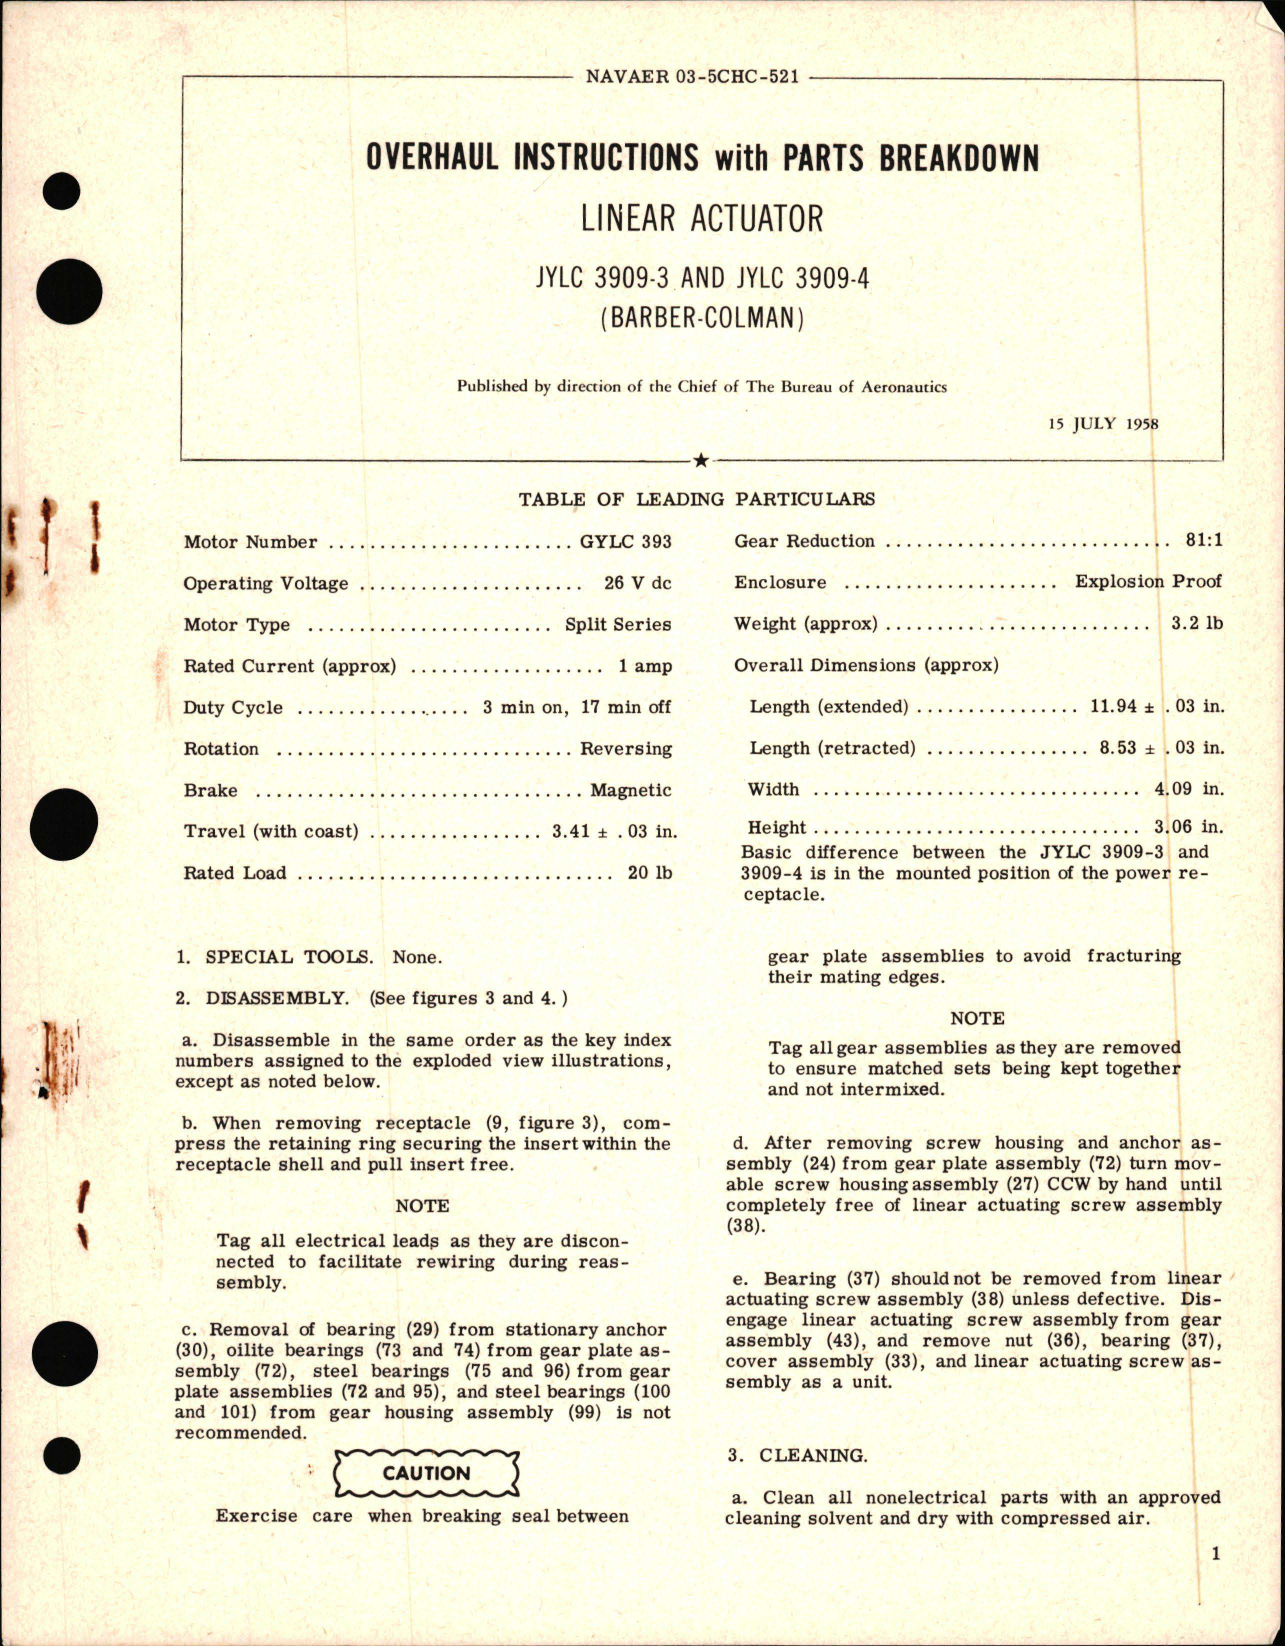 NAVAER 03-5CHC-521
OVERHAUL INSTRUCTIONS with PARTS BREAKDOWN
LINEAR ACTUATOR
JYLC 3909-3 AND JYLC 3909-4
(BARBER-COLMAN)
Published by direction of the Chief of The Bureau of Aeronautics
15 JULY 1958
TABLE OF LEADING PARTICULARS
Motor Number ........................ GYLC 393
Operating Voltage ...................... 26 V dc
Motor Type ........................ Split Series
Rated Current (approx) ................... 1 amp
Duty Cycle ................. 3 min on, 17 min off
Rotation ............................. Reversing
Brake ................................ Magnetic
Travel (with coast) ................. 3.41 ± .03 in.
Rated Load ............................... 20 lb
Gear Reduction ............................ 81:1
Enclosure ..................... Explosion Proof
Weight (approx) .......................... 3.2 lb
Overall Dimensions (approx)
Length (extended) ................ 11.94 ± .03 in.
Length (retracted) ................ 8.53 ± .03 in.
Width ................................ 4.09 in.
Height ................................ 3.06 in.
Basic difference between the JYLC 3909-3 and
3909-4 is in the mounted position of the power re-
ceptacle.
1. SPECIAL TOOLS. None.
2. DISASSEMBLY. (See figures 3 and 4.)
a. Disassemble in the same order as the key index
numbers assigned to the exploded view illustrations,
except as noted below.
b. When removing receptacle (9, figure 3), com-
press the retaining ring securing the insert within the
receptacle shell and pull insert free.
NOTE
Tag all electrical leads as they are discon-
nected to facilitate rewiring during reas-
sembly.
c. Removal of bearing (29) from stationary anchor
(30), oilite bearings (73 and 74) from gear plate as-
sembly (72), steel bearings (75 and 96) from gear
plate assemblies (72 and 95), and steel bearings (100
and 101) from gear housing assembly (99) is not
recommended.
CAUTION
Exercise care when breaking seal between
gear plate assemblies to avoid fracturing
their mating edges.
NOTE
Tag all gear assemblies as they are removed
to ensure matched sets being kept together
and not intermixed.
d. After removing screw housing and anchor as-
sembly (24) from gear plate assembly (72) turn mov-
able screw housing assembly (27) CCW by hand until
completely free of linear actuating screw assembly
(38).
e. Bearing (37) should not be removed from linear
actuating screw assembly (38) unless defective. Dis-
engage linear actuating screw assembly from gear
assembly (43), and remove nut (36), bearing (37),
cover assembly (33), and linear actuating screw as-
sembly as a unit.
3. CLEANING.
a. Clean all nonelectrical parts with an approved
cleaning solvent and dry with compressed air.
1